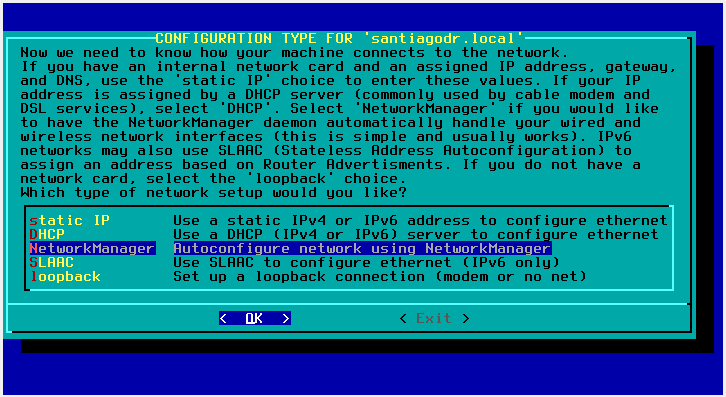 CONFIGURATION TYPE FOR 'santiagodr.local'
Now we need to know how your machine connects to the network.
If you have an internal network card and an assigned IP address, gateway,
and DNS, use the 'static IP' choice to enter these values. If your IP
address is assigned by a DHCP server (commonly used by cable modem and
DSL services), select 'DHCP'. Select 'NetworkManager' if you would like
to have the NetworkManager daemon automatically handle your wired and
wireless network interfaces (this is simple and usually works). IPv6
networks may also use SLAAC (Stateless Address Autoconfiguration) to
assign an address based on Router Advertisments. If you do not have a
network card, select the 'loopback' choice.
Which type of network setup would you like?
static IP Use a static IPv4 or IPv6 address to configure ethernet
DHCP Use a DHCP (IPv4 or IPv6) server to configure ethernet
NetworkManager Autoconfigure network using NetworkManager
SLAAC Use SLAAC to configure ethernet (IPv6 only)
loopback Set up a loopback connection (modem or no net)
< OK > < Exit >